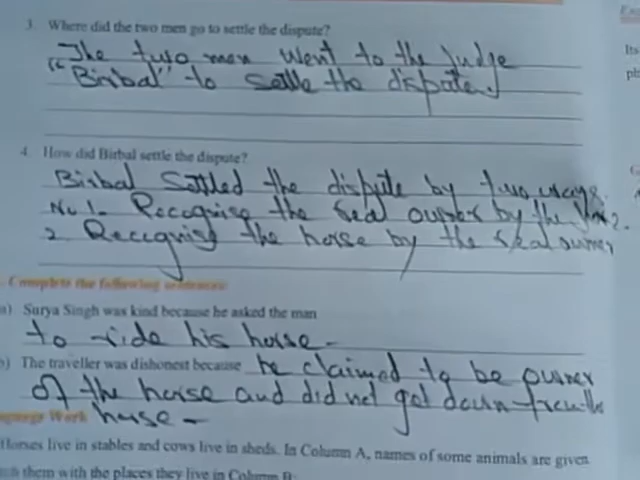 3. Where did the two men go to settle the dispute?
The two men went to the Judge
"Birbal" to settle the dispute.
4. How did Birbal settle the dispute?
Birbal Settled the dispute by two ways.
No 1. Recognise the real owner by the
2. Recognise the horse by the real owner
Complete the following sentences:
a) Surya Singh was kind because he asked the man
to ride his horse.
b) The traveller was dishonest because he claimed to be owner
of the horse and did not get down from the
Work horse -
Horses live in stables and cows live in sheds. In Column A, names of some animals are given
them with the places they live in Column B.
Its